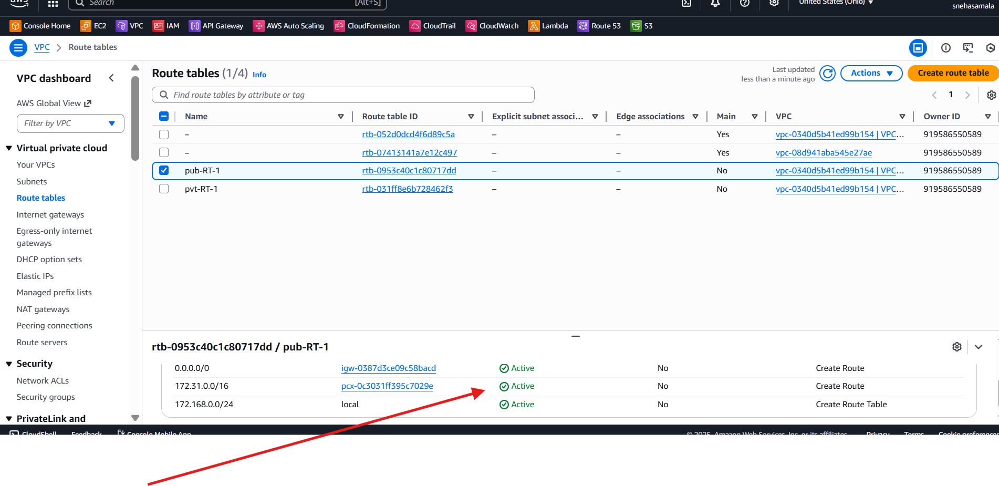 aws
Search
[Alt+S]
United States (Ohio)
snehasamala
Console Home EC2 VPC IAM API Gateway AWS Auto Scaling CloudFormation CloudTrail CloudWatch Lambda Route 53 S3
VPC > Route tables
VPC dashboard
AWS Global View
Filter by VPC
Virtual private cloud
Your VPCs
Subnets
Route tables
Internet gateways
Egress-only internet
gateways
DHCP option sets
Elastic IPs
Managed prefix lists
NAT gateways
Peering connections
Route servers
Security
Network ACLs
Security groups
PrivateLink and
Route tables (1/4) Info
Last updated
less than a minute ago
Actions
Create route table
Find route tables by attribute or tag
1
Name Route table ID Explicit subnet associ... Edge associations Main VPC Owner ID
– rtb-052d0dcd4f6d89c5a – – Yes vpc-0340d5b41ed99b154 | VPC... 919586550589
– rtb-07413141a7e12c497 – – Yes vpc-08d941aba545e27ae 919586550589
pub-RT-1 rtb-0953c40c1c80717dd – – No vpc-0340d5b41ed99b154 | VPC... 919586550589
pvt-RT-1 rtb-031ff8e6b728462f3 – – No vpc-0340d5b41ed99b154 | VPC... 919586550589
rtb-0953c40c1c80717dd / pub-RT-1
0.0.0.0/0 igw-0387d3ce09c58bacd Active No Create Route
172.31.0.0/16 pcx-0c3031ff395c7029e Active No Create Route
172.168.0.0/24 local Active No Create Route Table
CloudShell Feedback Console Mobile App
© 2025, Amazon Web Services, Inc. or its affiliates. Privacy Terms Cookie preferences